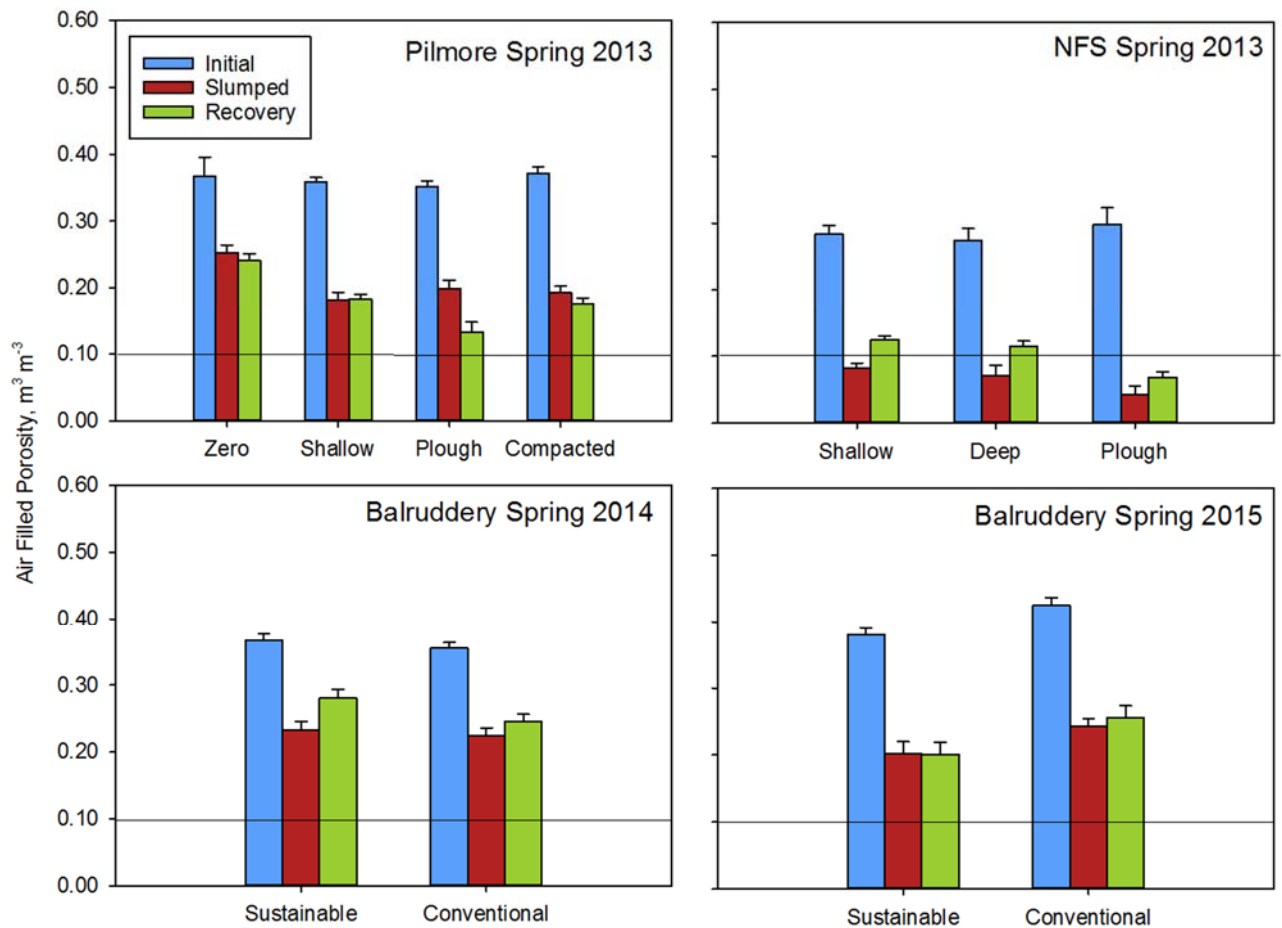 Air Filled Porosity, m³ m⁻³
Pilmore Spring 2013
Initial
Slumped
Recovery
0.60
0.50
0.40
0.30
0.20
0.10
0.00
Zero Shallow Plough Compacted
NFS Spring 2013
Shallow Deep Plough
Balruddery Spring 2014
0.60
0.50
0.40
0.30
0.20
0.10
0.00
Sustainable Conventional
Balruddery Spring 2015
Sustainable Conventional